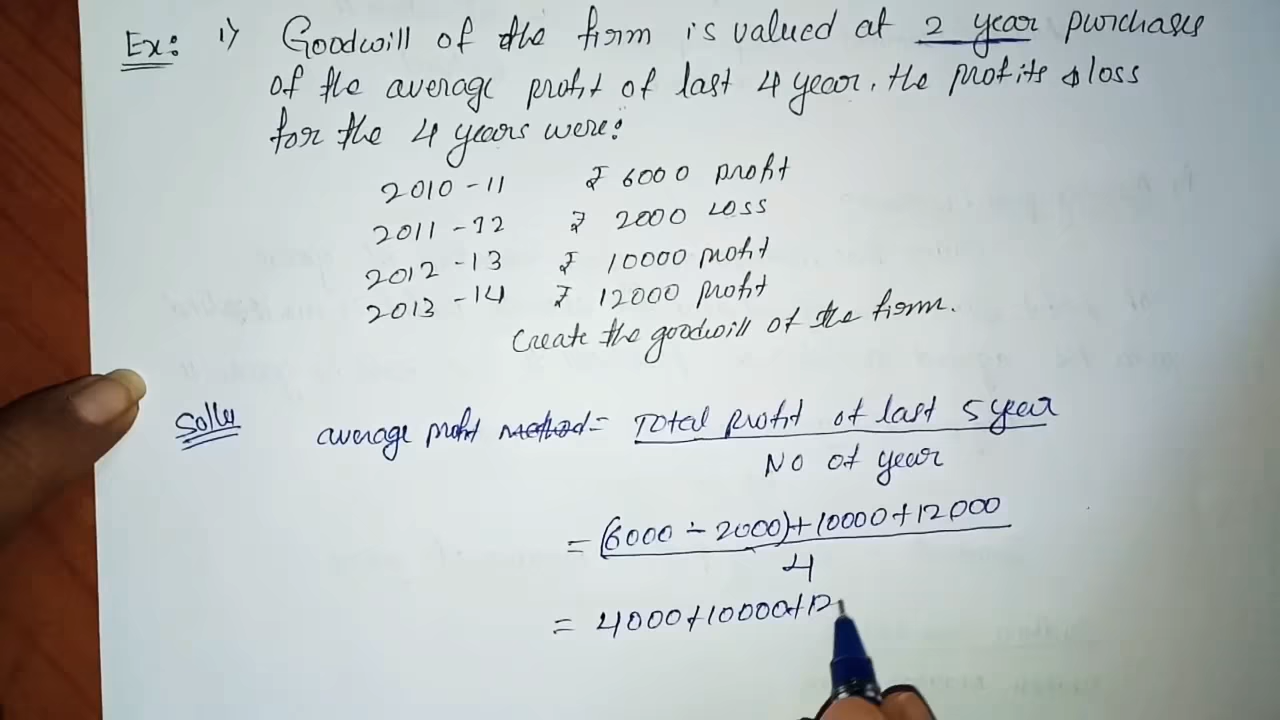 Ex: 1) Goodwill of the firm is valued at 2 year purchases
of the average profit of last 4 year. the profits & loss
for the 4 years were:
2010-11 ₹ 6000 profit
2011-12 ₹ 2000 Loss
2012-13 ₹ 10000 profit
2013-14 ₹ 12000 profit
create the goodwill of the firm.
average profit method = Total profit of last 5 year
No of year
= (6000 - 2000) + 10000 + 12000
4
= 4000+10000+12